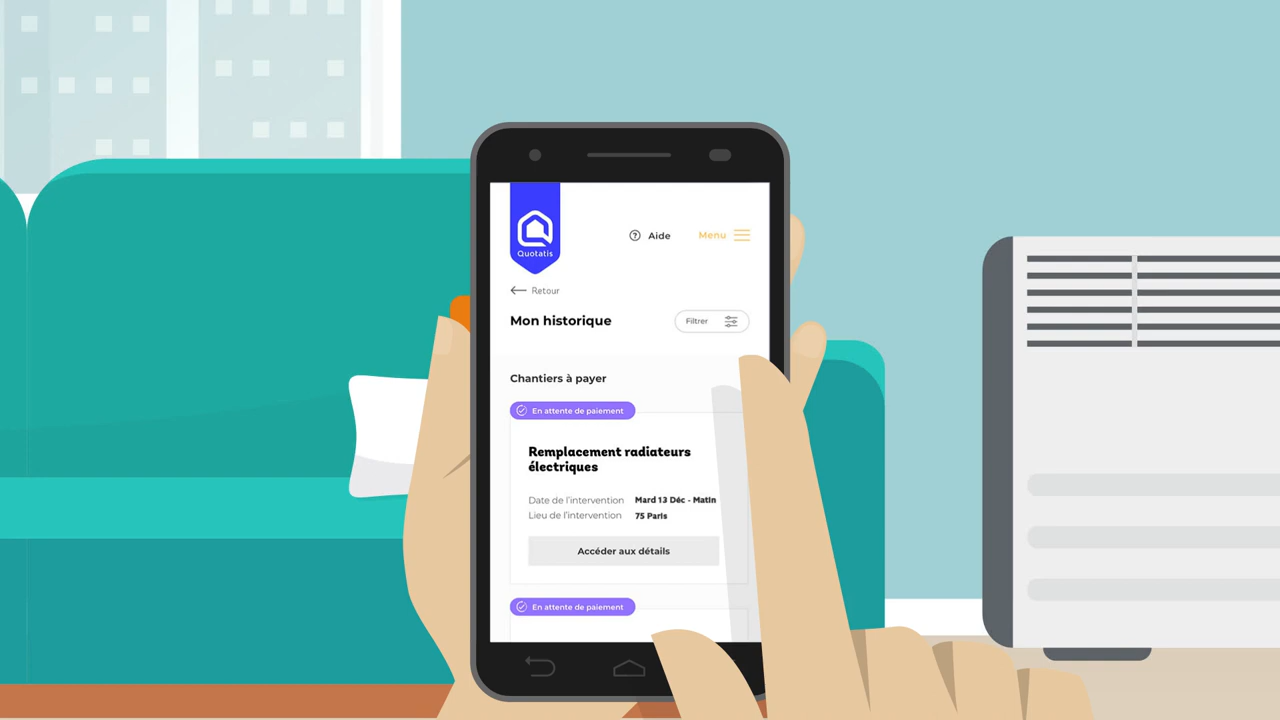 Quotatis
Aide
Menu
Retour
Mon historique
Filtrer
Chantiers à payer
En attente de paiement
Remplacement radiateurs
électriques
Date de l'intervention Mard 13 Déc - Matin
Lieu de l'intervention 75 Paris
Accéder aux détails
En attente de paiement